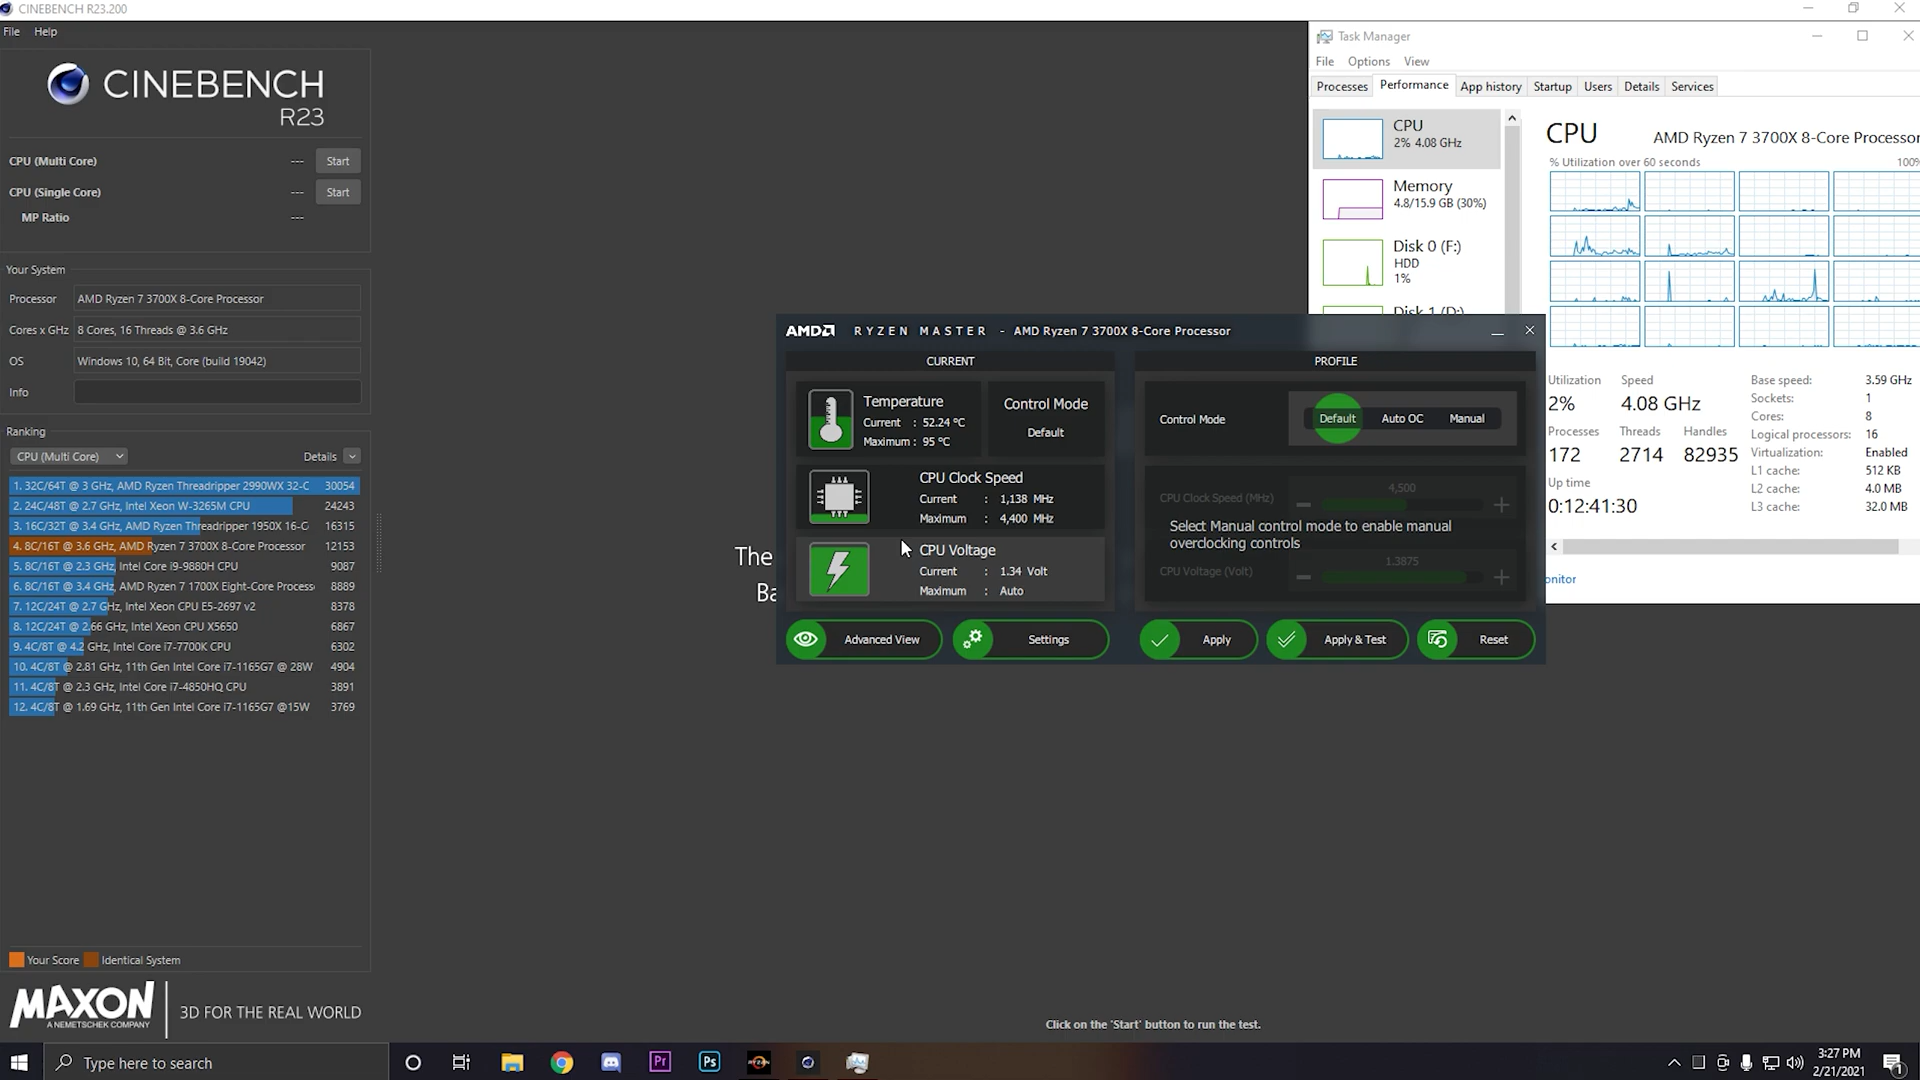 CINEBENCH R23.200
File Help
CINEBENCH
R23
CPU (Multi Core) --- Start
CPU (Single Core) --- Start
MP Ratio ---
Your System
Processor AMD Ryzen 7 3700X 8-Core Processor
Cores x GHz 8 Cores, 16 Threads @ 3.6 GHz
OS Windows 10, 64 Bit, Core (build 19042)
Info
Ranking
CPU (Multi Core) Details
1. 32C/64T @ 3 GHz, AMD Ryzen Threadripper 2990WX 32-C 30054
2. 24C/48T @ 2.7 GHz, Intel Xeon W-3265M CPU 24243
3. 16C/32T @ 3.4 GHz, AMD Ryzen Threadripper 1950X 16-C 16315
4. 8C/16T @ 3.6 GHz, AMD Ryzen 7 3700X 8-Core Processor 12153
5. 8C/16T @ 2.3 GHz, Intel Core i9-9880H CPU 9087
6. 8C/16T @ 3.4 GHz, AMD Ryzen 7 1700X Eight-Core Processo 8889
7. 12C/24T @ 2.7 GHz, Intel Xeon CPU E5-2697 v2 8378
8. 12C/24T @ 2.66 GHz, Intel Xeon CPU X5650 6867
9. 4C/8T @ 4.2 GHz, Intel Core i7-7700K CPU 6302
10. 4C/8T @ 2.81 GHz, 11th Gen Intel Core i7-1165G7 @ 28W 4904
11. 4C/8T @ 2.3 GHz, Intel Core i7-4850HQ CPU 3891
12. 4C/8T @ 1.69 GHz, 11th Gen Intel Core i7-1165G7 @15W 3769
Your Score Identical System
MAXON
A NEMETSCHEK COMPANY
3D FOR THE REAL WORLD
The
Click on the 'Start' button to run the test.
Task Manager
File Options View
Processes Performance App history Startup Users Details Services
CPU
2% 4.08 GHz
Memory
4.8/15.9 GB (30%)
Disk 0 (F:)
HDD
1%
Disk 1 (D:)
CPU AMD Ryzen 7 3700X 8-Core Processor
% Utilization over 60 seconds 100%
Utilization Speed
2% 4.08 GHz
Processes Threads Handles
172 2714 82935
Up time
0:12:41:30
Base speed: 3.59 GHz
Sockets: 1
Cores: 8
Logical processors: 16
Virtualization: Enabled
L1 cache: 512 KB
L2 cache: 4.0 MB
L3 cache: 32.0 MB
onitor
AMD RYZEN MASTER - AMD Ryzen 7 3700X 8-Core Processor
CURRENT
Temperature
Current : 52.24 °C
Maximum : 95 °C
Control Mode
Default
CPU Clock Speed
Current : 1,138 MHz
Maximum : 4,400 MHz
CPU Voltage
Current : 1.34 Volt
Maximum : Auto
Advanced View Settings
PROFILE
Control Mode Default Auto OC Manual
4,500
CPU Clock Speed (MHz)
Select Manual control mode to enable manual
overclocking controls
1.3875
CPU Voltage (Volt)
Apply Apply & Test Reset
Type here to search
Pr
Ps
RYZEN
3:27 PM
2/21/2021
1